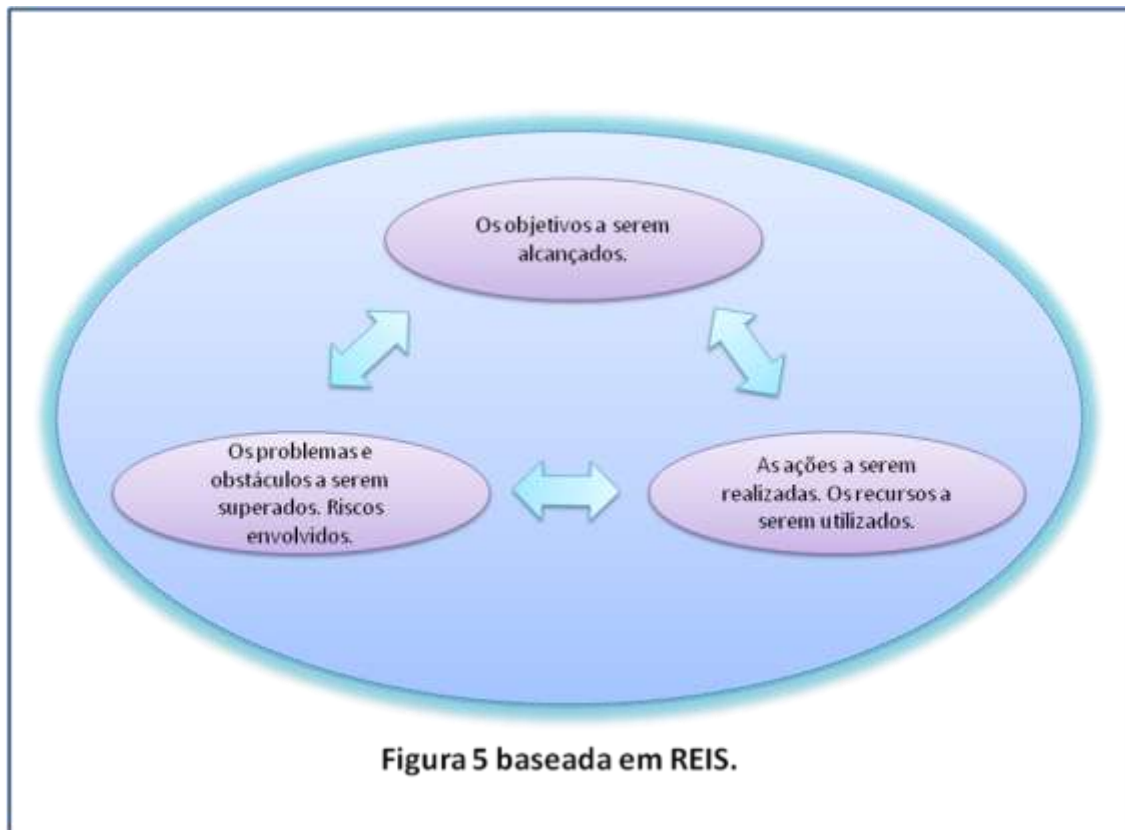 Os objetivos a serem
alcançados.
Os problemas e
obstáculos a serem
superados. Riscos
envolvidos.
As ações a serem
realizadas. Os recursos a
serem utilizados.
Figura 5 baseada em REIS.